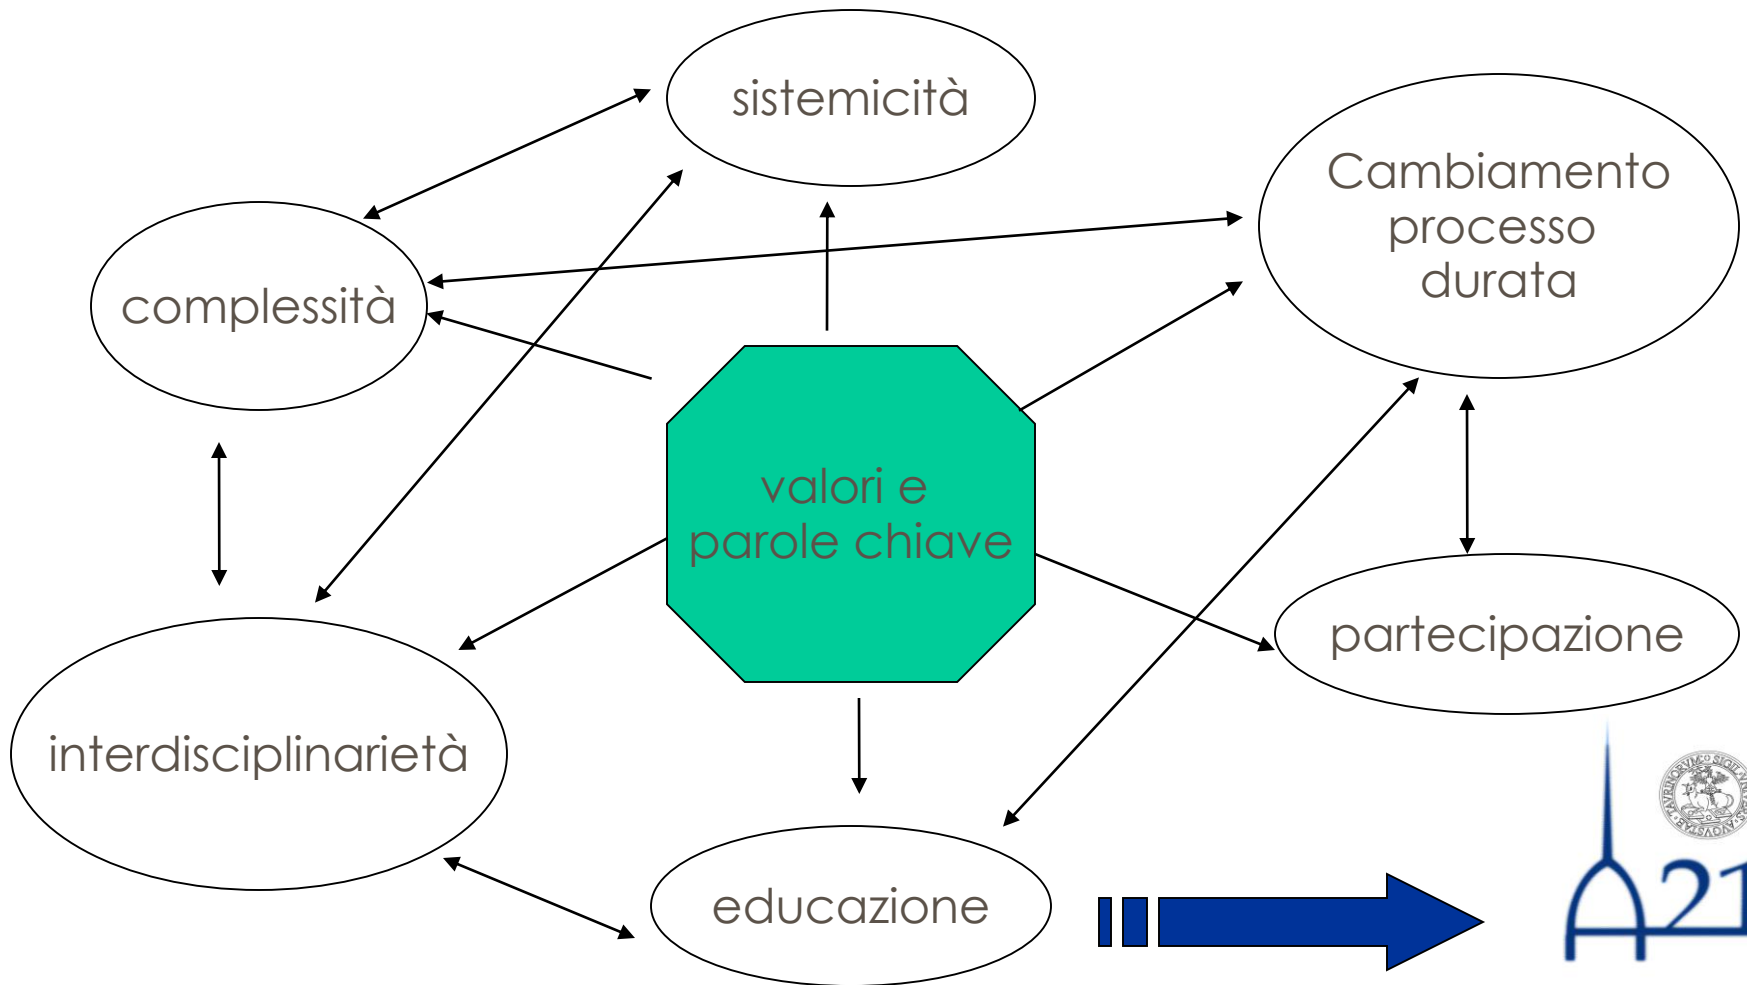 sistemicità
Cambiamento
processo
durata
complessità
valori e
parole chiave
partecipazione
interdisciplinarietà
educazione
21